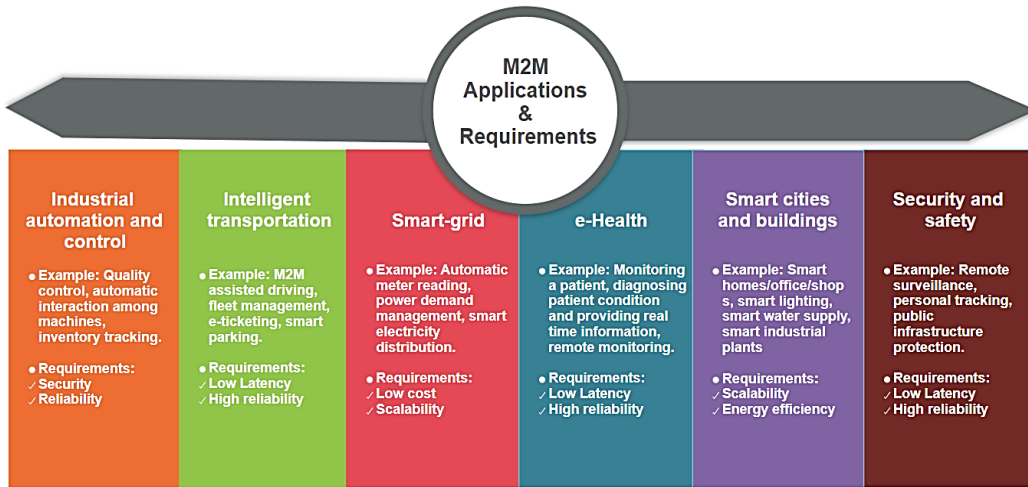 M2M
Applications
&
Requirements
Industrial
automation and
control
● Example: Quality
control, automatic
interaction among
machines,
inventory tracking.
● Requirements:
✓ Security
✓ Reliability
Intelligent
transportation
● Example: M2M
assisted driving,
fleet management,
e-ticketing, smart
parking.
● Requirements:
✓ Low Latency
✓ High reliability
Smart-grid
● Example: Automatic
meter reading,
power demand
management, smart
electricity
distribution.
● Requirements:
✓ Low cost
✓ Scalability
e-Health
● Example: Monitoring
a patient, diagnosing
patient condition
and providing real
time information,
remote monitoring.
● Requirements:
✓ Low Latency
✓ High reliability
Smart cities
and buildings
● Example: Smart
homes/office/shop
s, smart lighting,
smart water supply,
smart industrial
plants
● Requirements:
✓ Scalability
✓ Energy efficiency
Security and
safety
● Example: Remote
surveillance,
personal tracking,
public
infrastructure
protection.
● Requirements:
✓ Low Latency
✓ High reliability